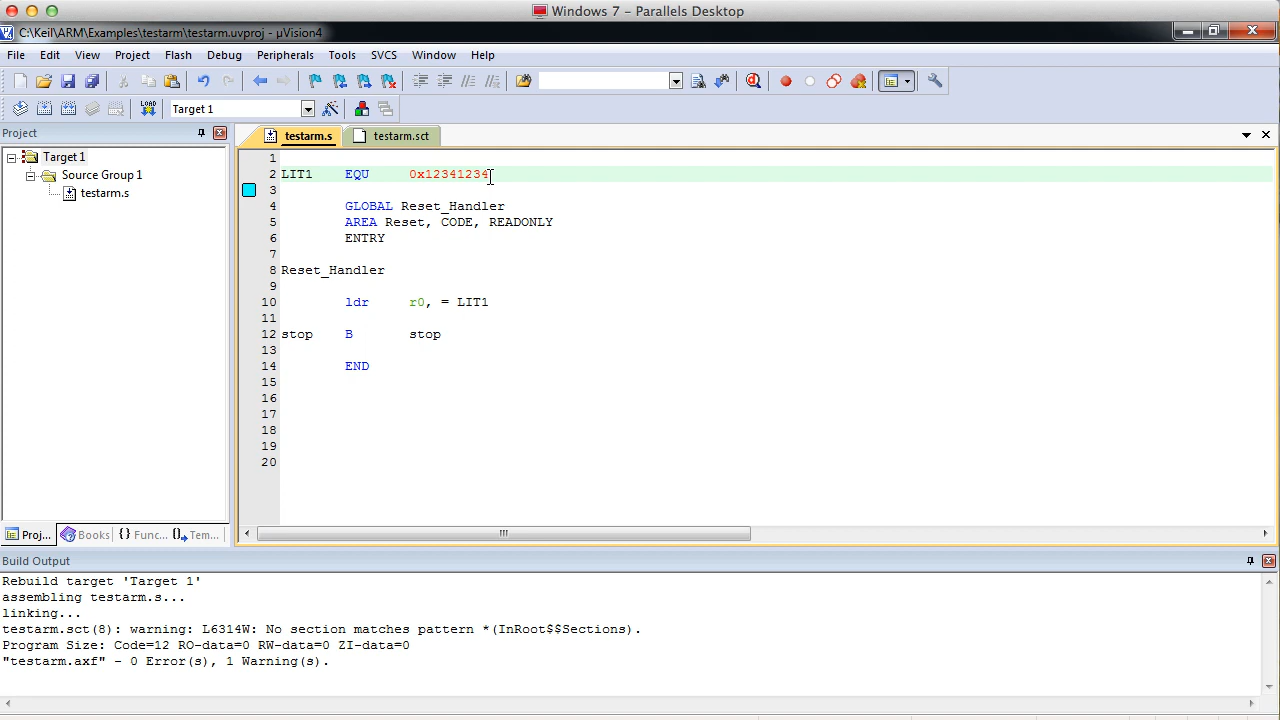 Windows 7 - Parallels Desktop
C:\Keil\ARM\Examples\testarm\testarm.uvproj - µVision4
File Edit View Project Flash Debug Peripherals Tools SVCS Window Help
LOAD Target 1
Project
testarm.s testarm.sct
Target 1
Source Group 1
testarm.s
1
2 LIT1 EQU 0x12341234
3
4 GLOBAL Reset_Handler
5 AREA Reset, CODE, READONLY
6 ENTRY
7
8 Reset_Handler
9
10 ldr r0, = LIT1
11
12 stop B stop
13
14 END
15
16
17
18
19
20
Proj... Books {} Func... Tem...
Build Output
Rebuild target 'Target 1'
assembling testarm.s...
linking...
testarm.sct(8): warning: L6314W: No section matches pattern *(InRoot$$Sections).
Program Size: Code=12 RO-data=0 RW-data=0 ZI-data=0
"testarm.axf" - 0 Error(s), 1 Warning(s).